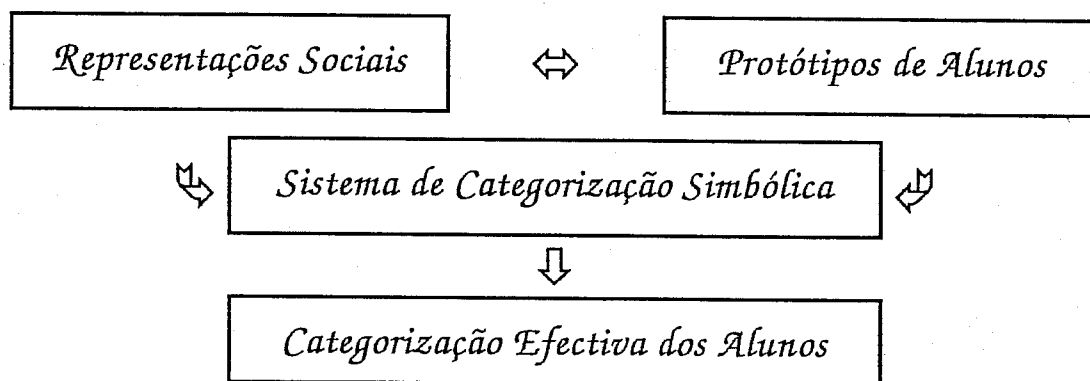 Representações Sociais
Protótipos de Alunos
Sistema de Categorização Simbólica
Categorização Efectiva dos Alunos